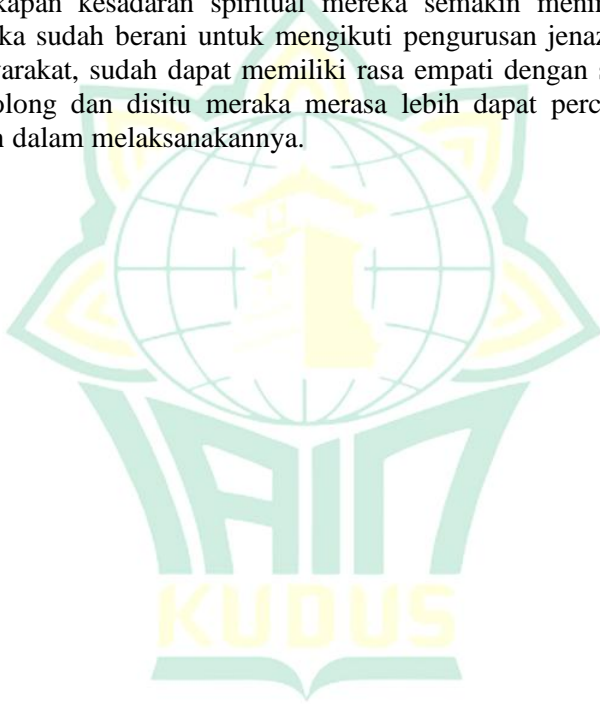 kapan kesadaran spiritual mereka semakin menin
ka sudah berani untuk mengikuti pengurusan jenaz
yarakat, sudah dapat memiliki rasa empati dengan s
olong dan disitu meraka merasa lebih dapat perc
n dalam melaksanakannya.
IAIN
KUDUS